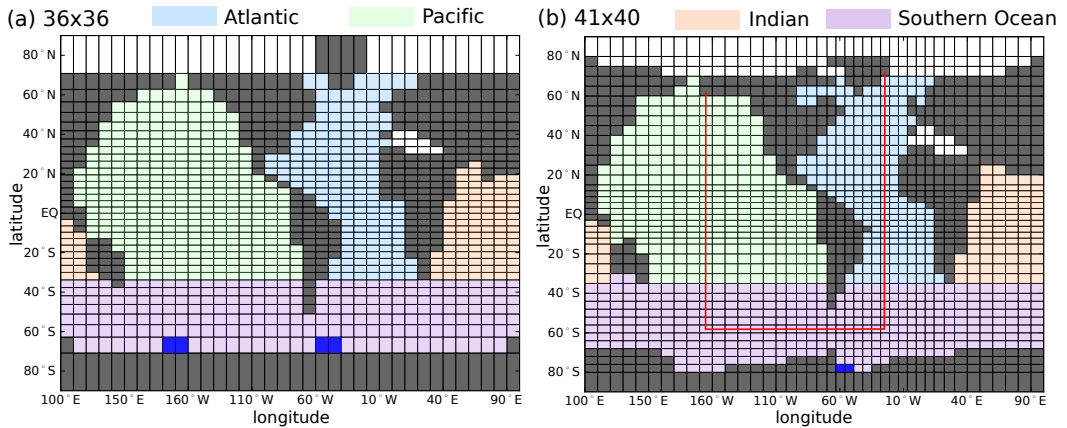 (a) 36x36 Atlantic Pacific
(b) 41x40 Indian Southern Ocean
80°N
60°N
40°N
20°N
EQ
20°S
40°S
60°S
80°S
latitude
100°E 150°E 160°W 110°W 60°W 10°W 40°E 90°E
longitude
80°N
60°N
40°N
20°N
EQ
20°S
40°S
60°S
80°S
latitude
100°E 150°E 160°W 110°W 60°W 10°W 40°E 90°E
longitude